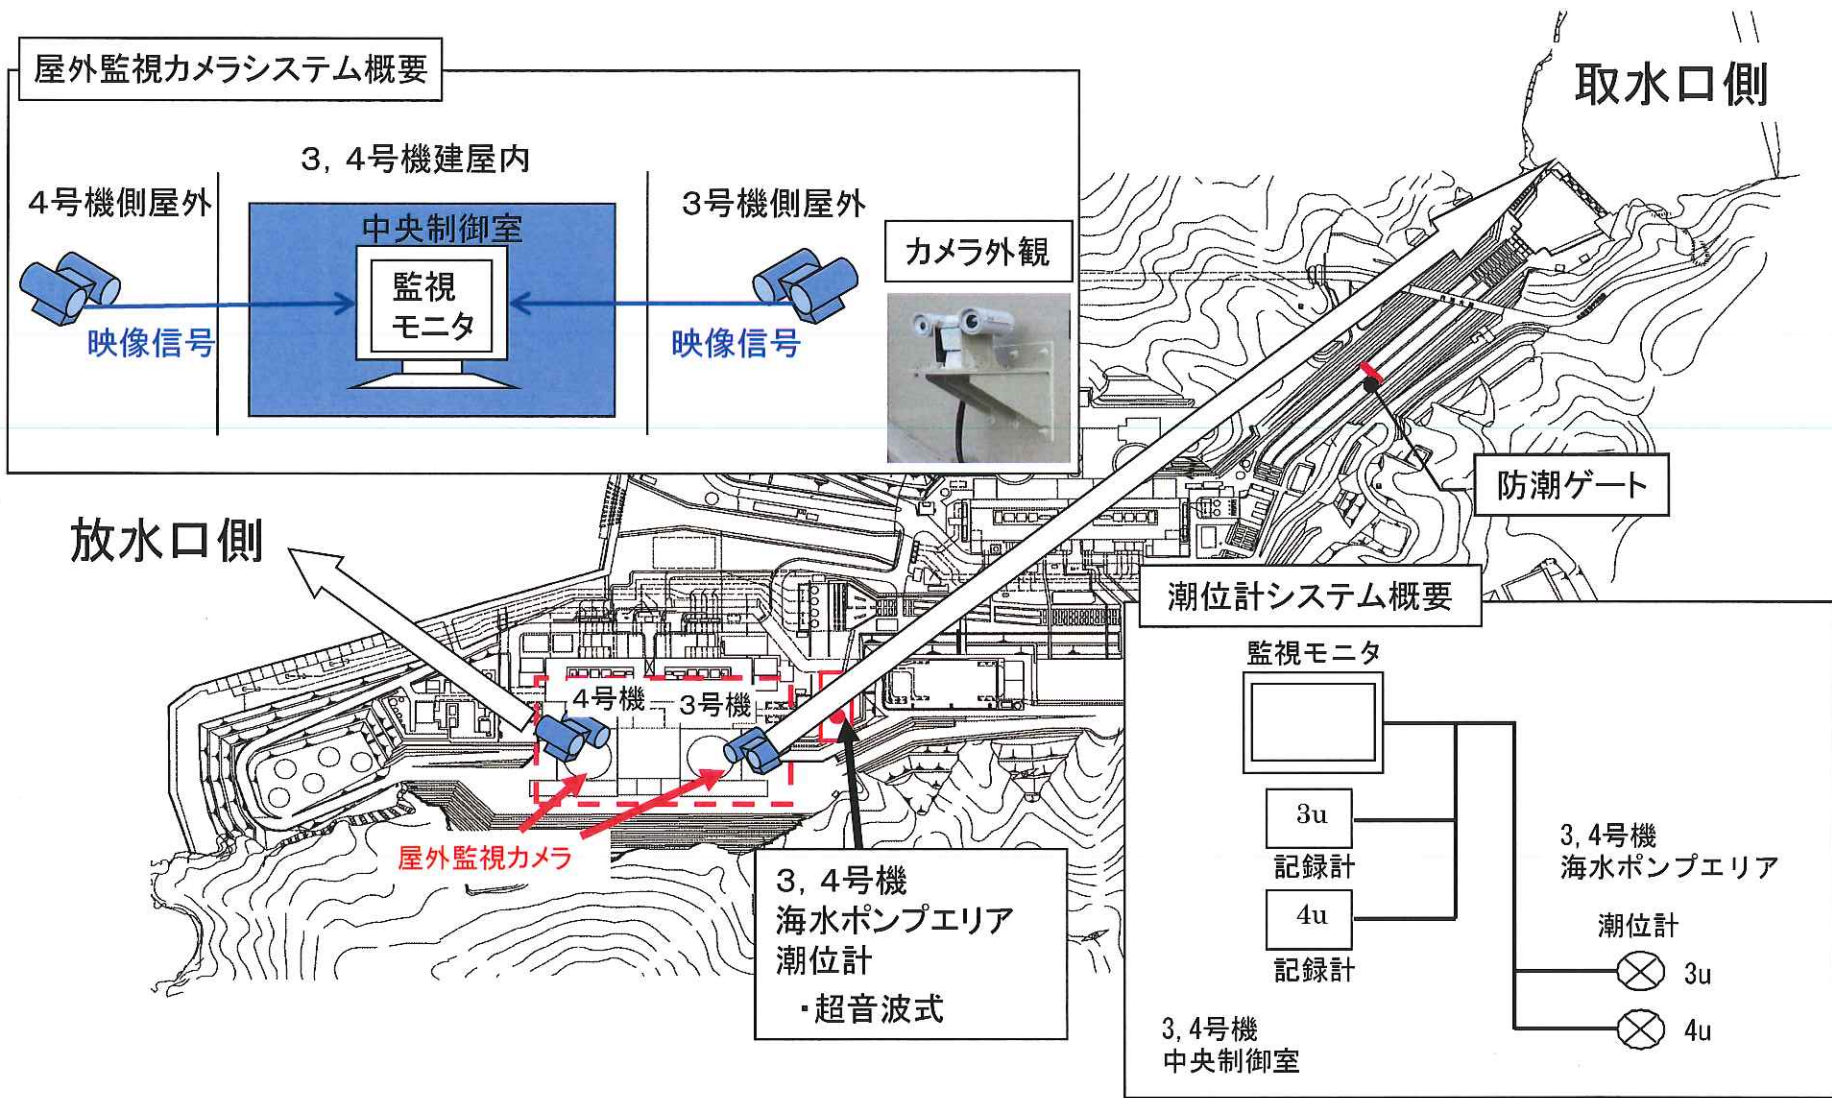 屋外監視カメラシステム概要
取水口側
3,4号機建屋内
4号機側屋外
3号機側屋外
中央制御室
カメラ外観
監視
モニタ
映像信号
映像信号
防潮ゲート
放水口側
潮位計システム概要
監視モニタ
4号機
3号機
3u
記録計
3,4号機
海水ポンプエリア
屋外監視カメラ
3,4号機
海水ポンプエリア
潮位計
・超音波式
4u
記録計
潮位計
3u
4u
3,4号機
中央制御室